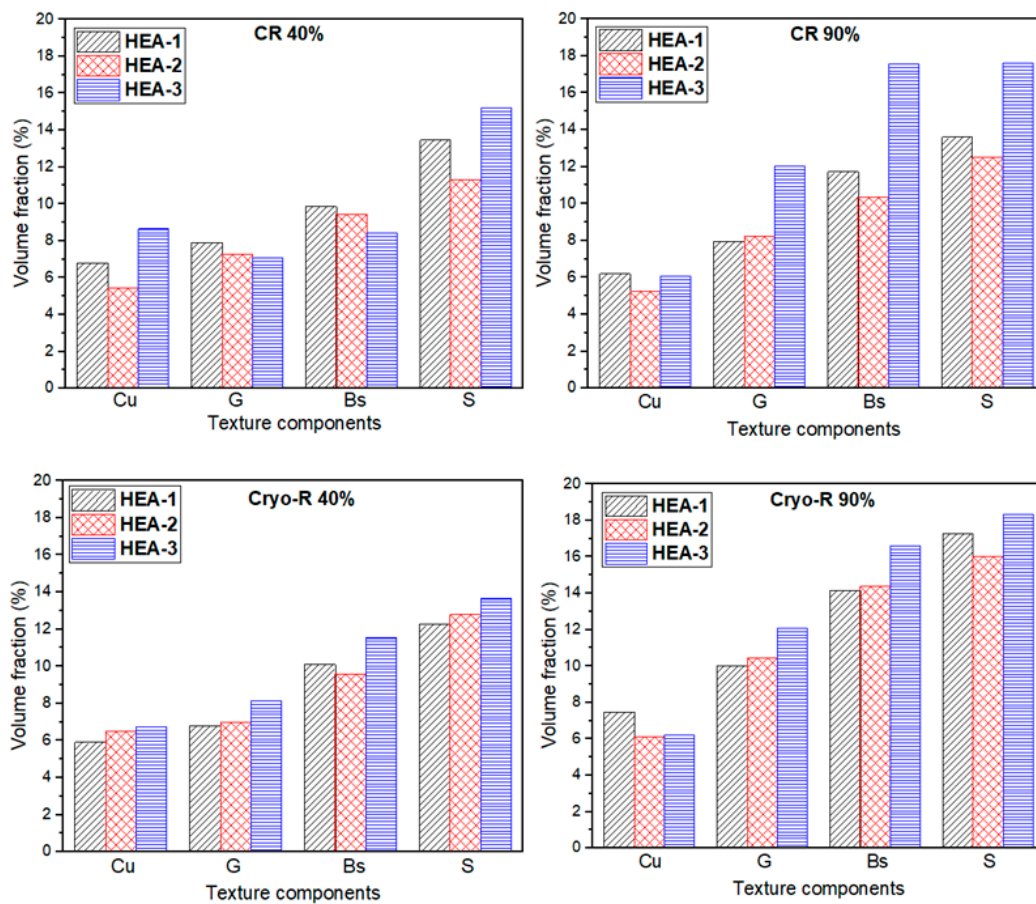 CR 40%
HEA-1
HEA-2
HEA-3
Volume fraction (%)
20
18
16
14
12
10
8
6
4
2
0
Cu G Bs S
Texture components
CR 90%
HEA-1
HEA-2
HEA-3
Volume fraction (%)
20
18
16
14
12
10
8
6
4
2
0
Cu G Bs S
Texture components
Cryo-R 40%
HEA-1
HEA-2
HEA-3
Volume fraction (%)
20
18
16
14
12
10
8
6
4
2
0
Cu G Bs S
Texture components
Cryo-R 90%
HEA-1
HEA-2
HEA-3
Volume fraction (%)
20
18
16
14
12
10
8
6
4
2
0
Cu G Bs S
Texture components